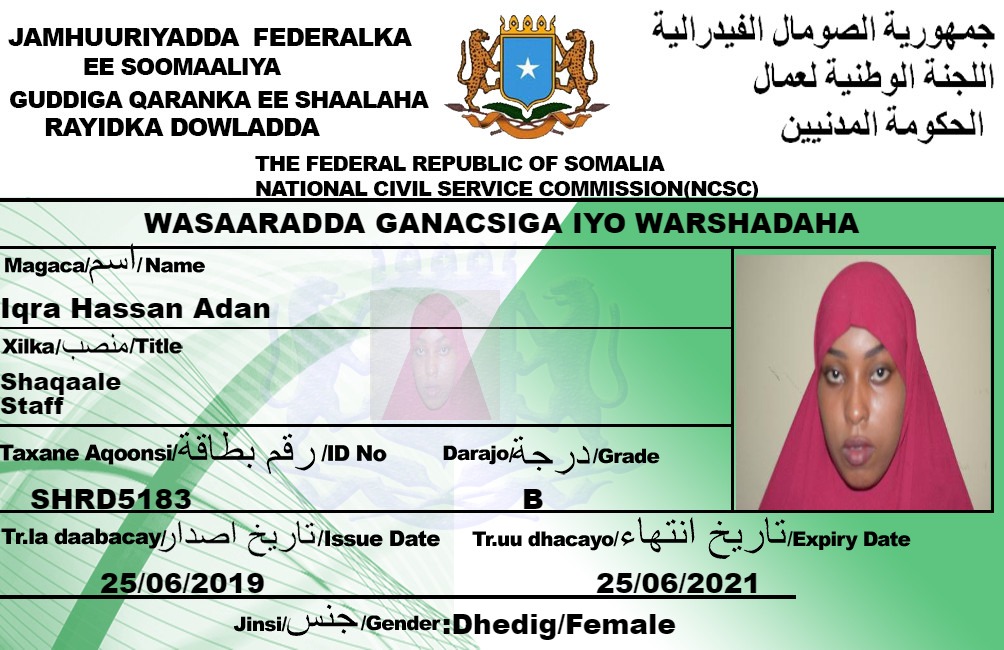 JAMHUURIYADDA FEDERALKA
EE SOOMAALIYA
GUDDIGA QARANKA EE SHAALAHA
RAYIDKA DOWLADDA
جمهورية الصومال الفيدرالية
اللجنة الوطنية لعمال
الحكومة المدنيين
THE FEDERAL REPUBLIC OF SOMALIA
NATIONAL CIVIL SERVICE COMMISSION(NCSC)
WASAARADDA GANACSIGA IYO WARSHADAHA
Magaca/اسم/Name
Iqra Hassan Adan
Xilka/منصب/Title
Shaqaale
Staff
Taxane Aqoonsi/رقم بطاقة/ID No
SHRD5183
Darajo/درجة/Grade
B
Tr.la daabacay/تاريخ اصدار/Issue Date
25/06/2019
Tr.uu dhacayo/تاريخ انتهاء/Expiry Date
25/06/2021
Jinsi/جنس/Gender:Dhedig/Female